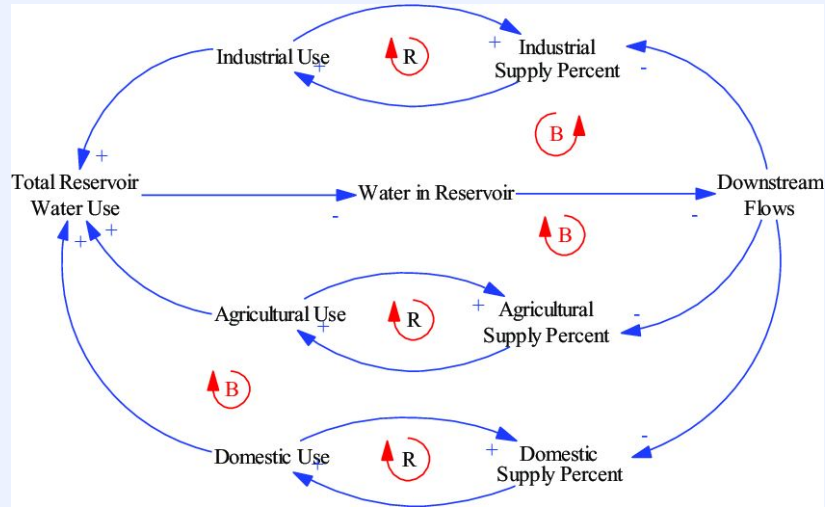 Industrial Use
+
R
+
Industrial
Supply Percent
-
B
+
Total Reservoir
Water Use
-
Water in Reservoir
-
Downstream
Flows
+
+
B
Agricultural Use
+
R
+
Agricultural
Supply Percent
-
B
Domestic Use
+
R
+
Domestic
Supply Percent
-